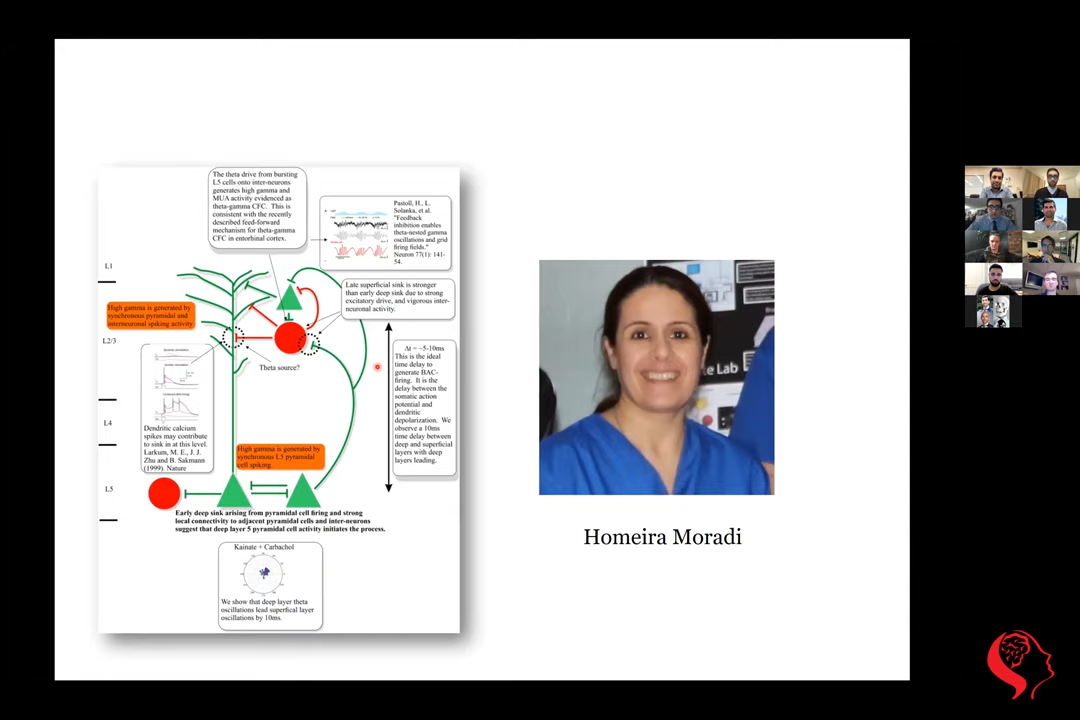 The theta drive from bursting
L5 cells onto inter-neurons
generates high gamma and
MUA activity evidenced as
theta-gamma CFC. This is
consistent with the recently
described feed-forward
mechanism for theta-gamma
CFC in entorhinal cortex.
Pastoll, H., L.
Solanka, et al.
"Feedback
inhibition enables
theta-nested gamma
oscillations and grid
firing fields."
Neuron 77(1): 141-
54.
L1
Late superficial sink is stronger
than early deep sink due to strong
excitatory drive, and vigorous inter-
neuronal activity.
High gamma is generated by
synchronous pyramidal and
interneuronal spiking activity
L2/3
Theta source?
Δt = ~5-10ms
This is the ideal
time delay to
generate BAC-
firing. It is the
delay between the
somatic action
potential and
dendritic
depolarization. We
observe a 10ms
time delay between
deep and superficial
layers with deep
layers leading.
L4
Dendritic calcium
spikes may contribute
to sink in at this level.
Larkum, M. E., J. J.
Zhu and B. Sakmann
(1999). Nature
High gamma is generated by
synchronous L5 pyramidal
cell spiking.
L5
Early deep sink arising from pyramidal cell firing and strong
local connectivity to adjacent pyramidal cells and inter-neurons
suggest that deep layer 5 pyramidal cell activity initiates the process.
Kainate + Carbachol
We show that deep layer theta
oscillations lead superfical layer
oscillations by 10ms.
Lab
Homeira Moradi